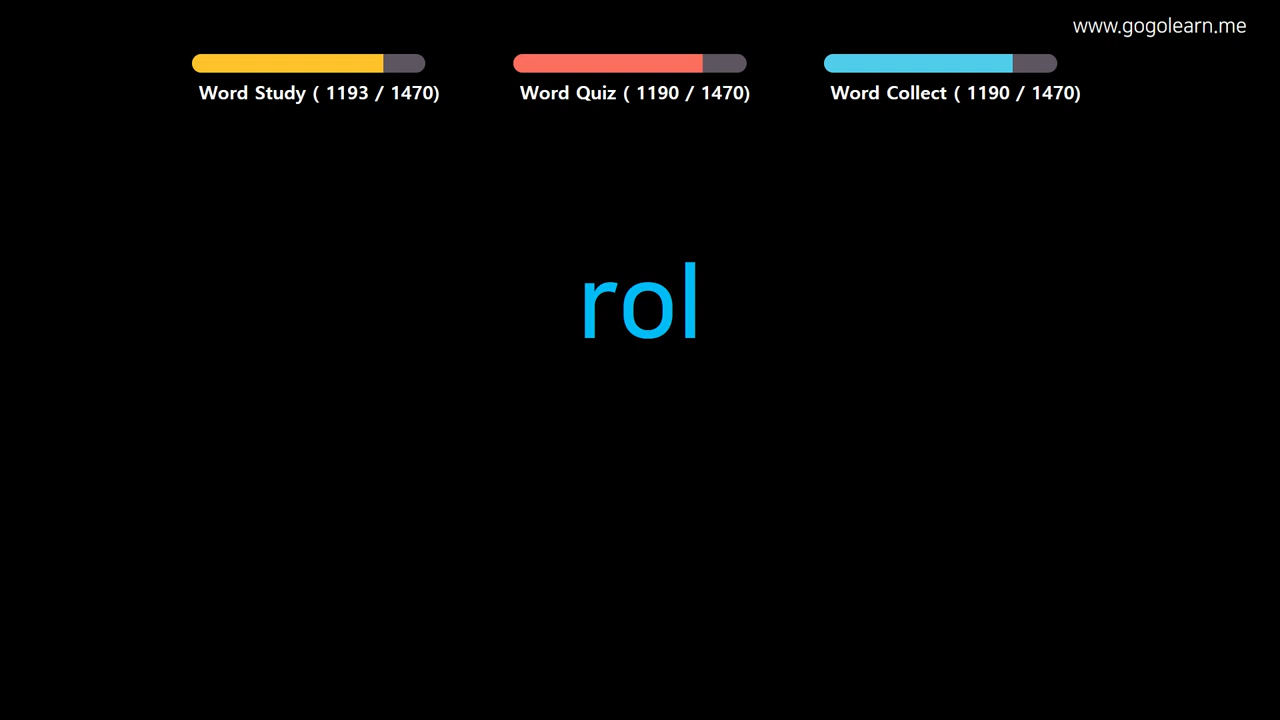 www.gogolearn.me
Word Study ( 1193 / 1470)
Word Quiz ( 1190 / 1470)
Word Collect ( 1190 / 1470)
rol